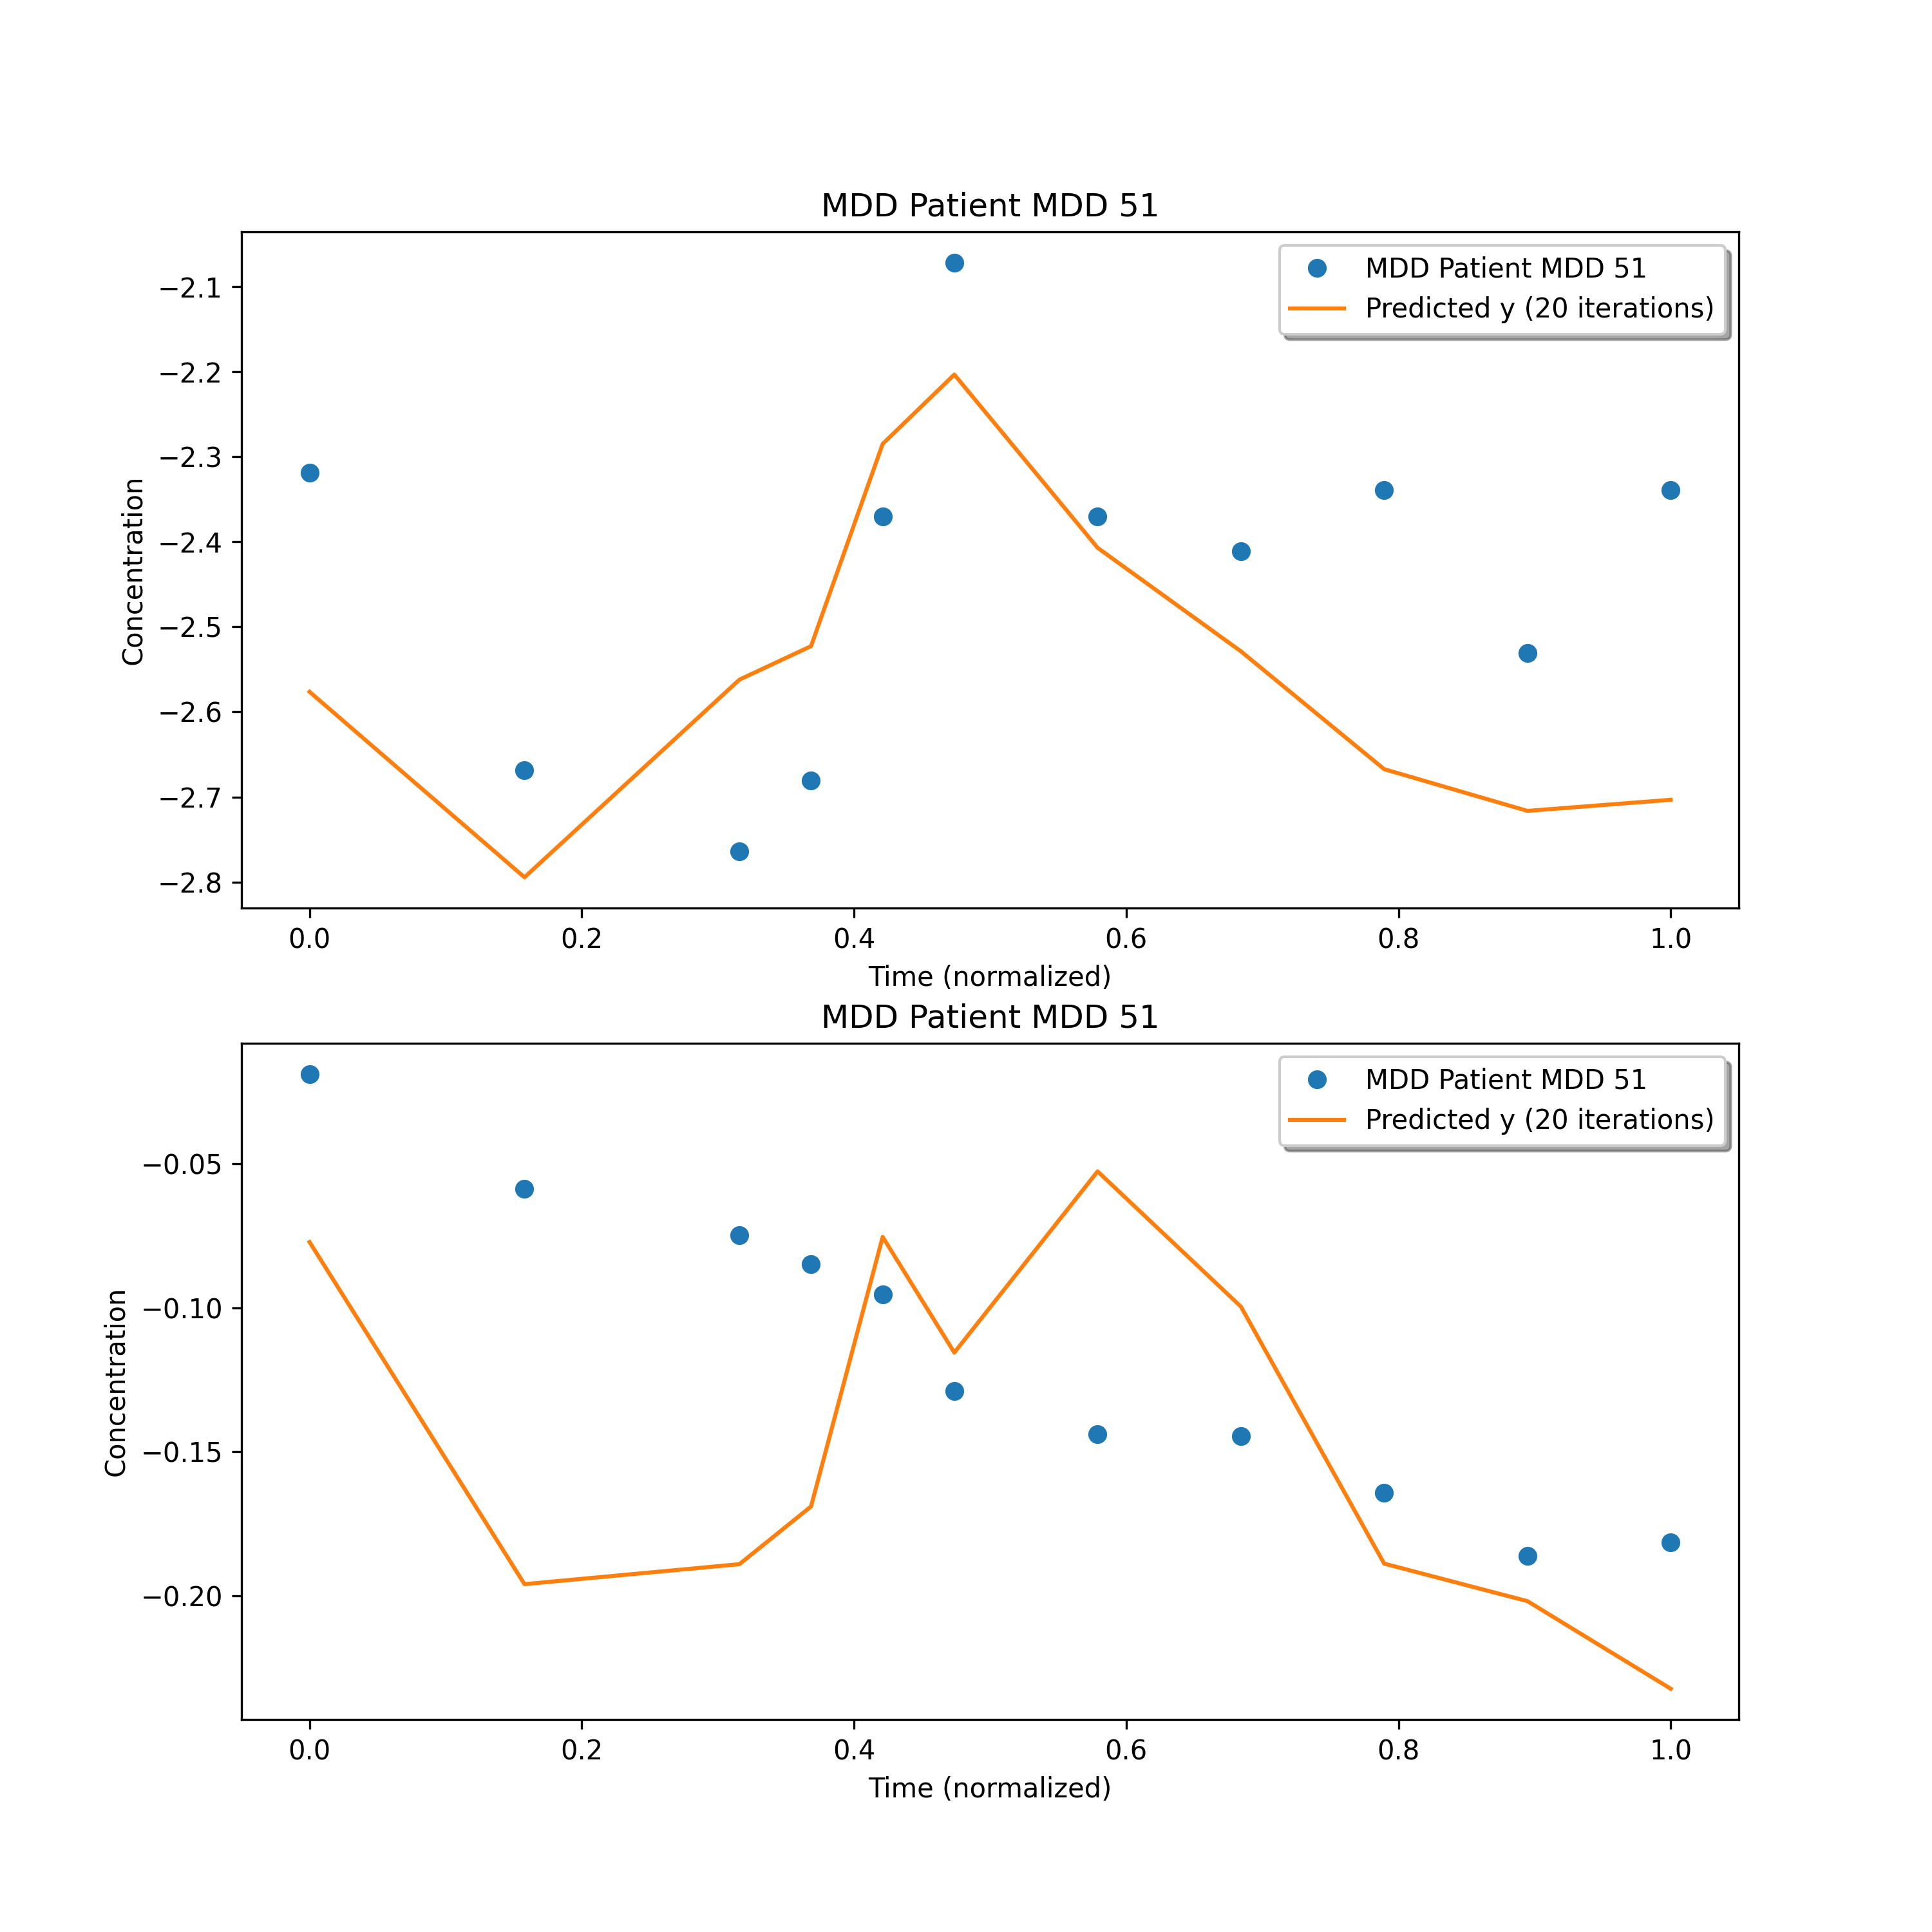 MDD Patient MDD 51
MDD Patient MDD 51
Predicted y (20 iterations)
Concentration
−2.1
−2.2
−2.3
−2.4
−2.5
−2.6
−2.7
−2.8
0.0 0.2 0.4 0.6 0.8 1.0
Time (normalized)
MDD Patient MDD 51
MDD Patient MDD 51
Predicted y (20 iterations)
Concentration
−0.05
−0.10
−0.15
−0.20
0.0 0.2 0.4 0.6 0.8 1.0
Time (normalized)